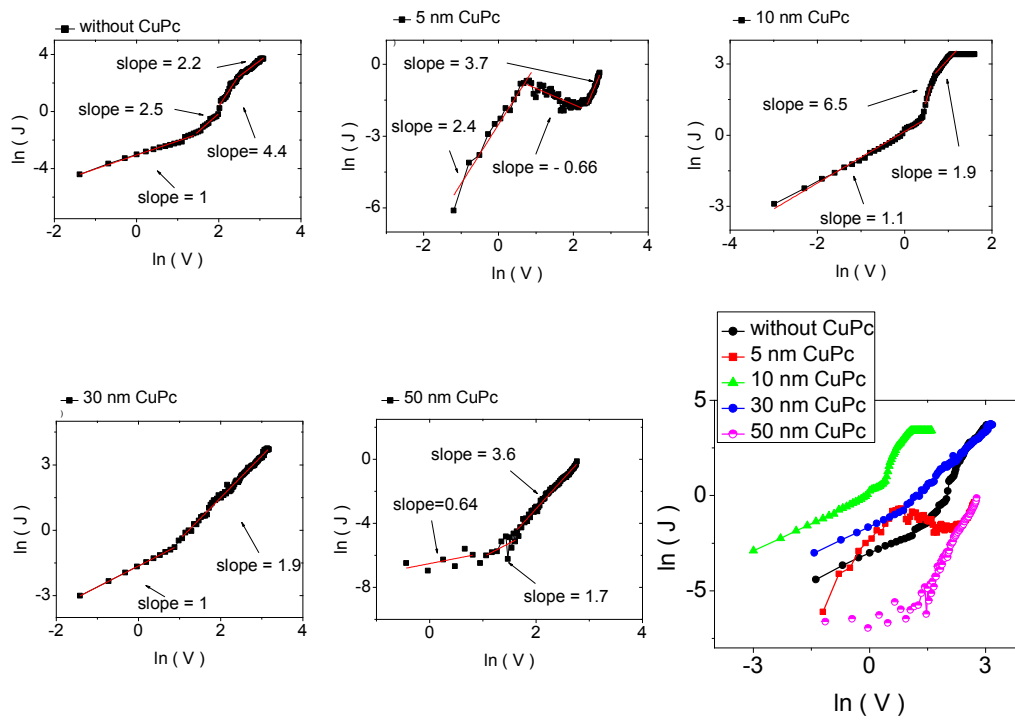 without CuPc
4
0
-4
-2
0
2
4
ln ( J )
ln ( V )
slope = 2.2
slope = 2.5
slope= 4.4
slope = 1
5 nm CuPc
)
0
-3
-6
-2
0
2
4
ln ( J )
ln ( V )
slope = 3.7
slope = 2.4
slope = - 0.66
10 nm CuPc
3
0
-3
-4
-2
0
2
ln ( J )
ln ( V )
slope = 6.5
slope = 1.9
slope = 1.1
30 nm CuPc
)
3
0
-3
-2
0
2
4
ln ( J )
ln ( V )
slope = 1.9
slope = 1
50 nm CuPc
2.5
0.0
-4
-8
0
2
4
ln ( J )
ln ( V )
slope = 3.6
slope=0.64
slope = 1.7
without CuPc
5 nm CuPc
10 nm CuPc
30 nm CuPc
50 nm CuPc
5
0
-5
-3
0
3
ln ( J )
ln ( V )